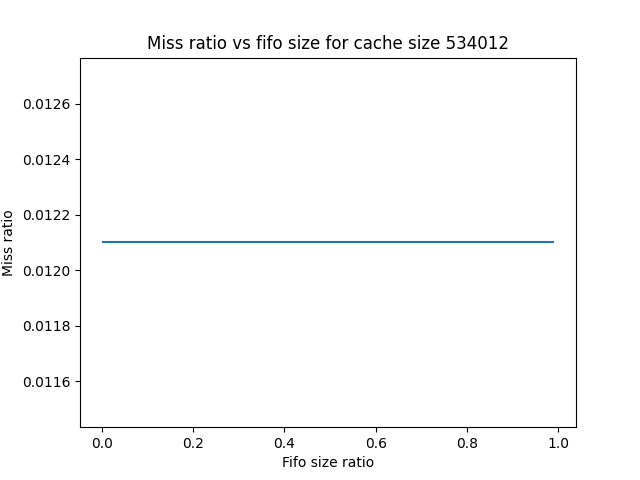 Miss ratio vs fifo size for cache size 534012
0.0126
0.0124
0.0122
0.0120
0.0118
0.0116
Miss ratio
0.0 0.2 0.4 0.6 0.8 1.0
Fifo size ratio